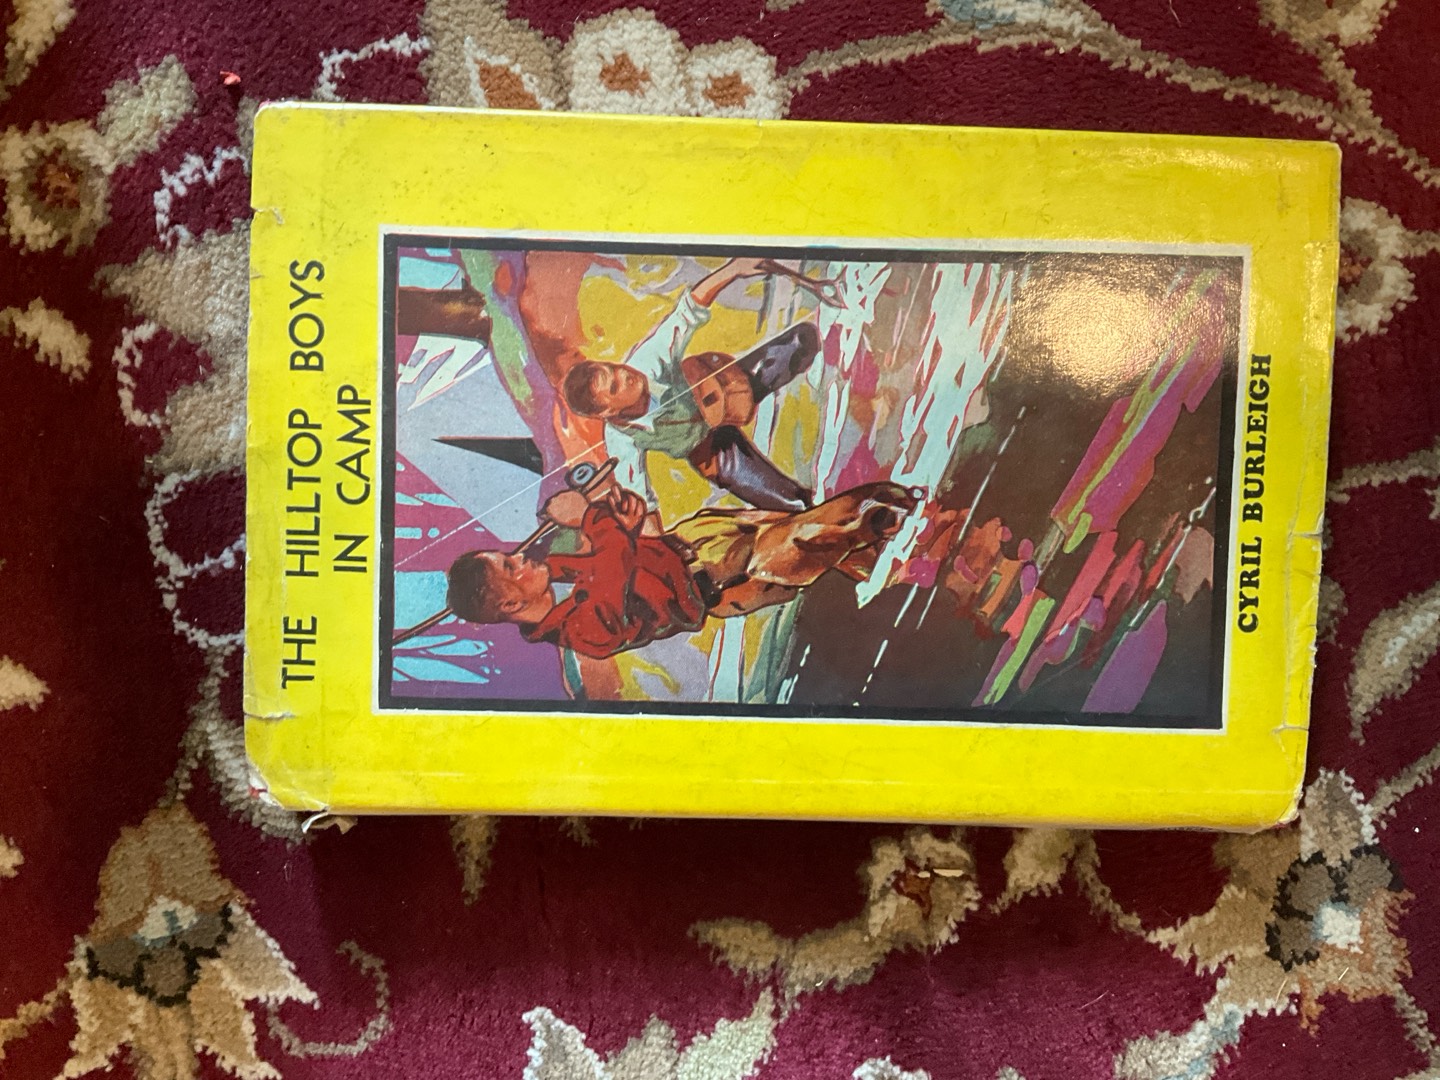 THE HILLTOP BOYS
IN CAMP
CYRIL BURLEIGH